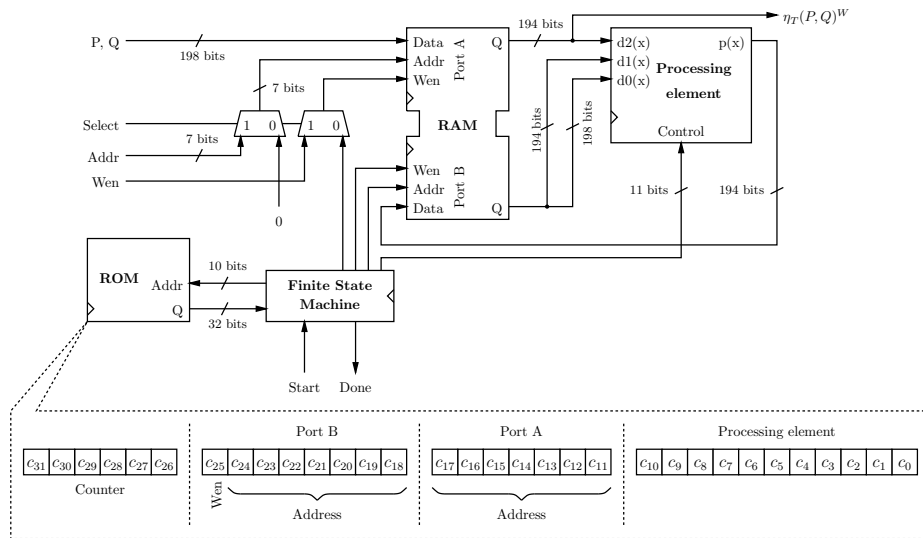 194 bits
η_T(P, Q)^W
P, Q
198 bits
Data
Addr
Wen
Port A
Q
d2(x)
d1(x)
d0(x)
p(x)
Processing
element
Control
7 bits
Select
1 0
1 0
RAM
Addr
7 bits
Wen
0
Wen
Addr
Data
Port B
Q
194 bits
198 bits
11 bits
194 bits
ROM
Addr
Q
10 bits
32 bits
Finite State
Machine
Start
Done
Port B
Port A
Processing element
c31 c30 c29 c28 c27 c26
c25 c24 c23 c22 c21 c20 c19 c18
c17 c16 c15 c14 c13 c12 c11
c10 c9 c8 c7 c6 c5 c4 c3 c2 c1 c0
Counter
Wen
Address
Address